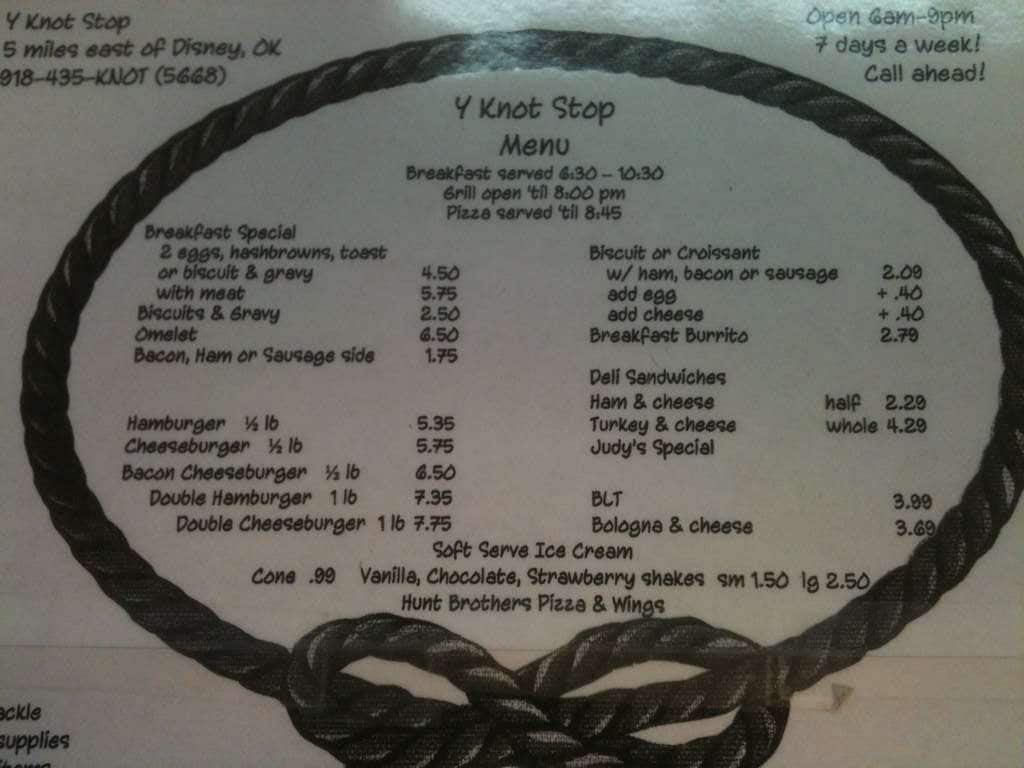 Y Knot Stop
5 miles east of Disney, OK
918-435-KNOT (5668)
Open 6am-9pm
7 days a week!
Call ahead!
Y Knot Stop
Menu
Breakfast served 6:30 - 10:30
Grill open 'til 8:00 pm
Pizza served 'til 8:45
Breakfast Special
2 eggs, hashbrowns, toast
or biscuit & gravy 4.50
with meat 5.75
Biscuits & Gravy 2.50
Omelet 6.50
Bacon, Ham or Sausage side 1.75
Hamburger ½ lb 5.35
Cheeseburger ½ lb 5.75
Bacon Cheeseburger ½ lb 6.50
Double Hamburger 1 lb 7.35
Double Cheeseburger 1 lb 7.75
Biscuit or Croissant
w/ ham, bacon or sausage 2.09
add egg + .40
add cheese + .40
Breakfast Burrito 2.79
Deli Sandwiches
Ham & cheese half 2.29
Turkey & cheese whole 4.29
Judy's Special
BLT 3.99
Bologna & cheese 3.69
Soft Serve Ice Cream
Cone .99 Vanilla, Chocolate, Strawberry shakes sm 1.50 lg 2.50
Hunt Brothers Pizza & Wings
ackle
supplies